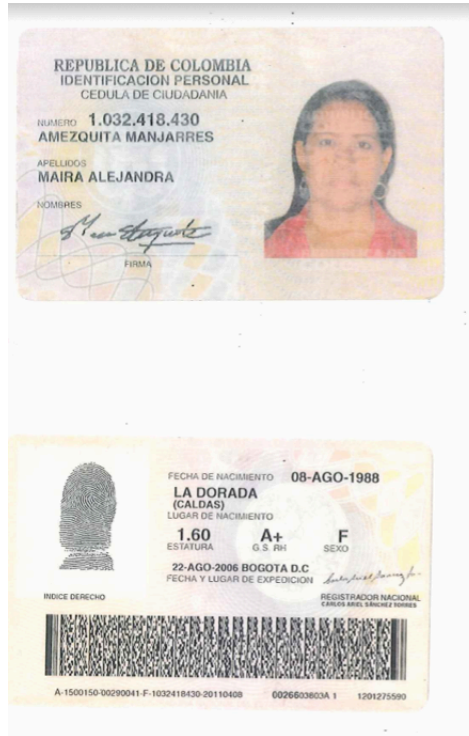 REPUBLICA DE COLOMBIA
IDENTIFICACION PERSONAL
CEDULA DE CIUDADANIA
NUMERO 1.032.418.430
AMEZQUITA MANJARRES
APELLIDOS
MAIRA ALEJANDRA
NOMBRES
FIRMA
FECHA DE NACIMIENTO 08-AGO-1988
LA DORADA
(CALDAS)
LUGAR DE NACIMIENTO
1.60 A+ F
ESTATURA G.S. RH SEXO
22-AGO-2006 BOGOTA D.C
FECHA Y LUGAR DE EXPEDICION
INDICE DERECHO
REGISTRADOR NACIONAL
CARLOS ARIEL SÁNCHEZ TORRES
A-1500150-00290041-F-1032418430-20110408 0026603603A 1 1201275590